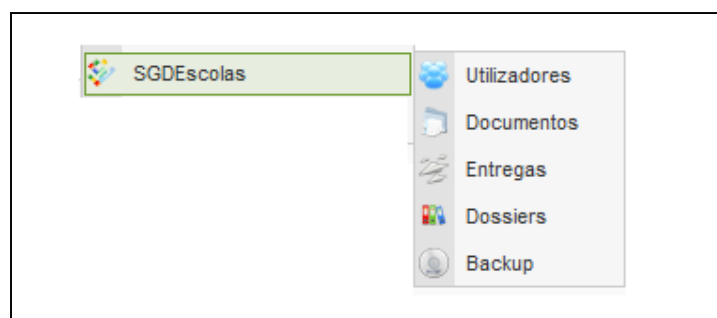 SGDEscolas
Utilizadores
Documentos
Entregas
Dossiers
Backup